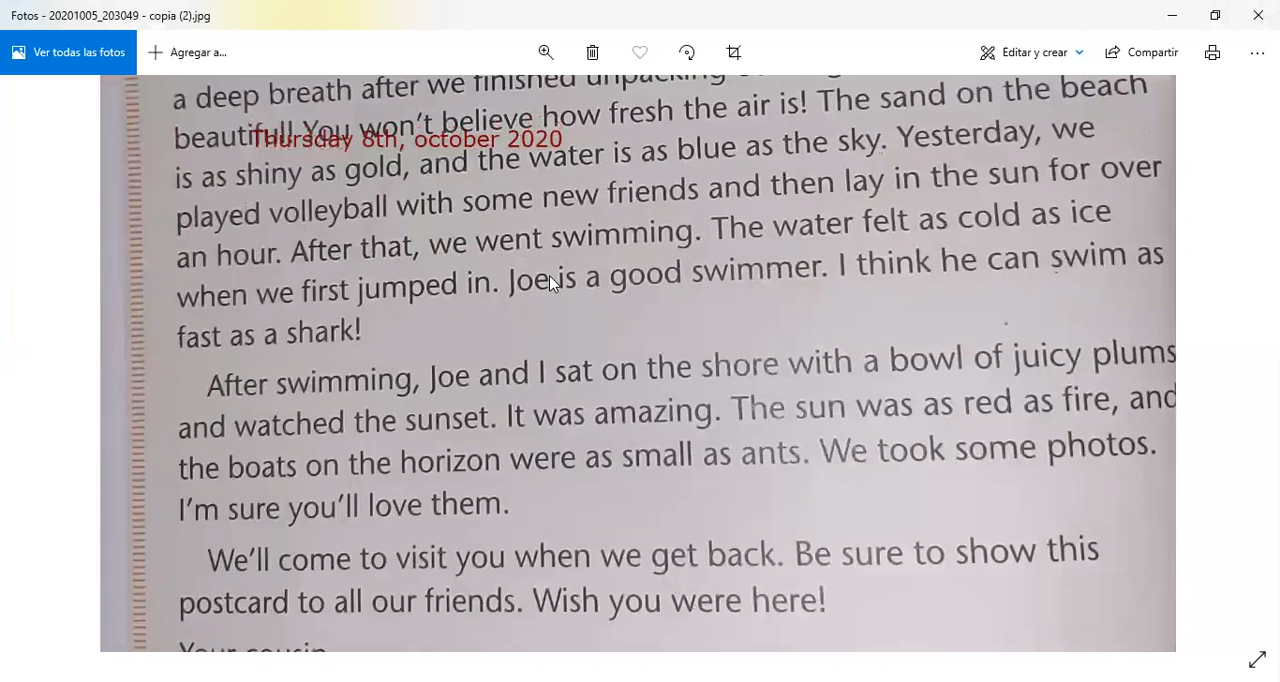 Fotos - 20201005_203049 - copia (2).jpg
Ver todas las fotos
Agregar a...
Editar y crear
Compartir
a deep breath after we finished unpacking
beautiful! You won't believe how fresh the air is! The sand on the beach
Thursday 8th, october 2020
is as shiny as gold, and the water is as blue as the sky. Yesterday, we
played volleyball with some new friends and then lay in the sun for over
an hour. After that, we went swimming. The water felt as cold as ice
when we first jumped in. Joe is a good swimmer. I think he can swim as
fast as a shark!
After swimming, Joe and I sat on the shore with a bowl of juicy plums
and watched the sunset. It was amazing. The sun was as red as fire, and
the boats on the horizon were as small as ants. We took some photos.
I'm sure you'll love them.
We'll come to visit you when we get back. Be sure to show this
postcard to all our friends. Wish you were here!
Your cousin